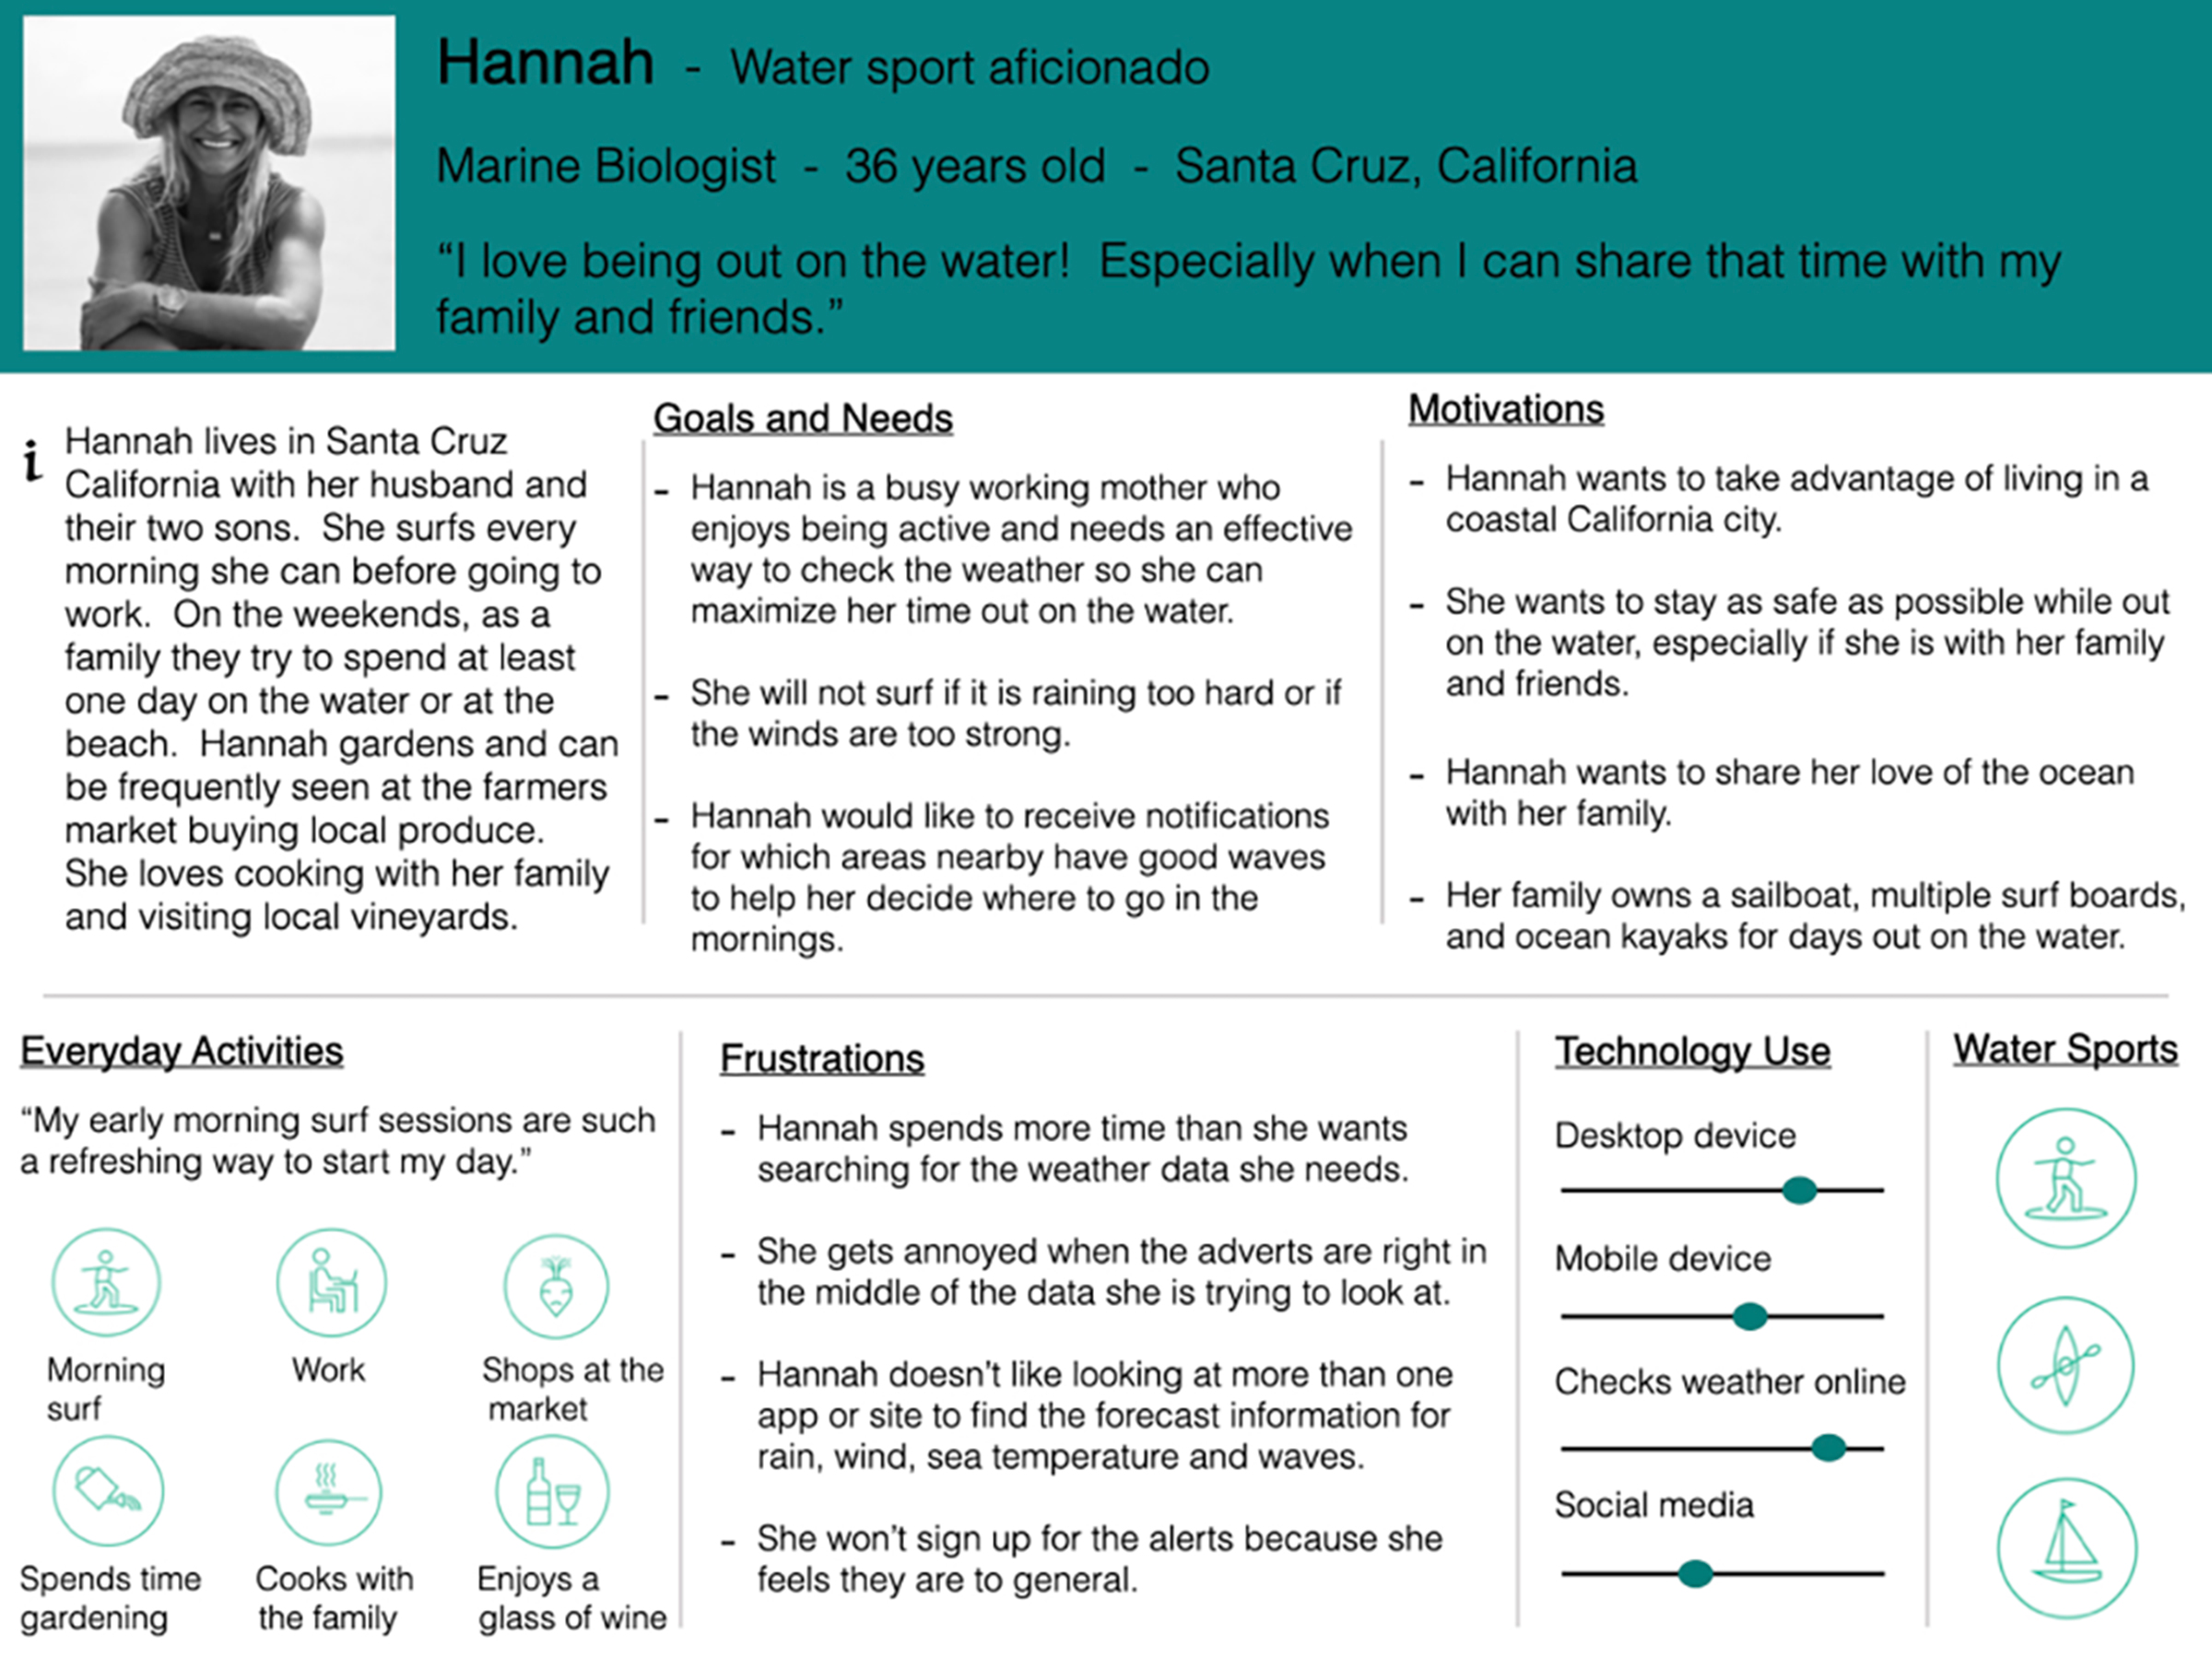 Hannah - Water sport aficionado
Marine Biologist - 36 years old - Santa Cruz, California
“I love being out on the water!  Especially when I can share that time with my
family and friends.”
i
Hannah lives in Santa Cruz
California with her husband and
their two sons.  She surfs every
morning she can before going to
work.  On the weekends, as a
family they try to spend at least
one day on the water or at the
beach.  Hannah gardens and can
be frequently seen at the farmers
market buying local produce.
She loves cooking with her family
and visiting local vineyards.
Goals and Needs
- Hannah is a busy working mother who
enjoys being active and needs an effective
way to check the weather so she can
maximize her time out on the water.
- She will not surf if it is raining too hard or if
the winds are too strong.
- Hannah would like to receive notifications
for which areas nearby have good waves
to help her decide where to go in the
mornings.
Motivations
- Hannah wants to take advantage of living in a
coastal California city.
- She wants to stay as safe as possible while out
on the water, especially if she is with her family
and friends.
- Hannah wants to share her love of the ocean
with her family.
- Her family owns a sailboat, multiple surf boards,
and ocean kayaks for days out on the water.
Everyday Activities
“My early morning surf sessions are such
a refreshing way to start my day.”
Morning
surf
Work
Shops at the
market
Spends time
gardening
Cooks with
the family
Enjoys a
glass of wine
Frustrations
- Hannah spends more time than she wants
searching for the weather data she needs.
- She gets annoyed when the adverts are right in
the middle of the data she is trying to look at.
- Hannah doesn't like looking at more than one
app or site to find the forecast information for
rain, wind, sea temperature and waves.
- She won't sign up for the alerts because she
feels they are to general.
Technology Use
Desktop device
Mobile device
Checks weather online
Social media
Water Sports